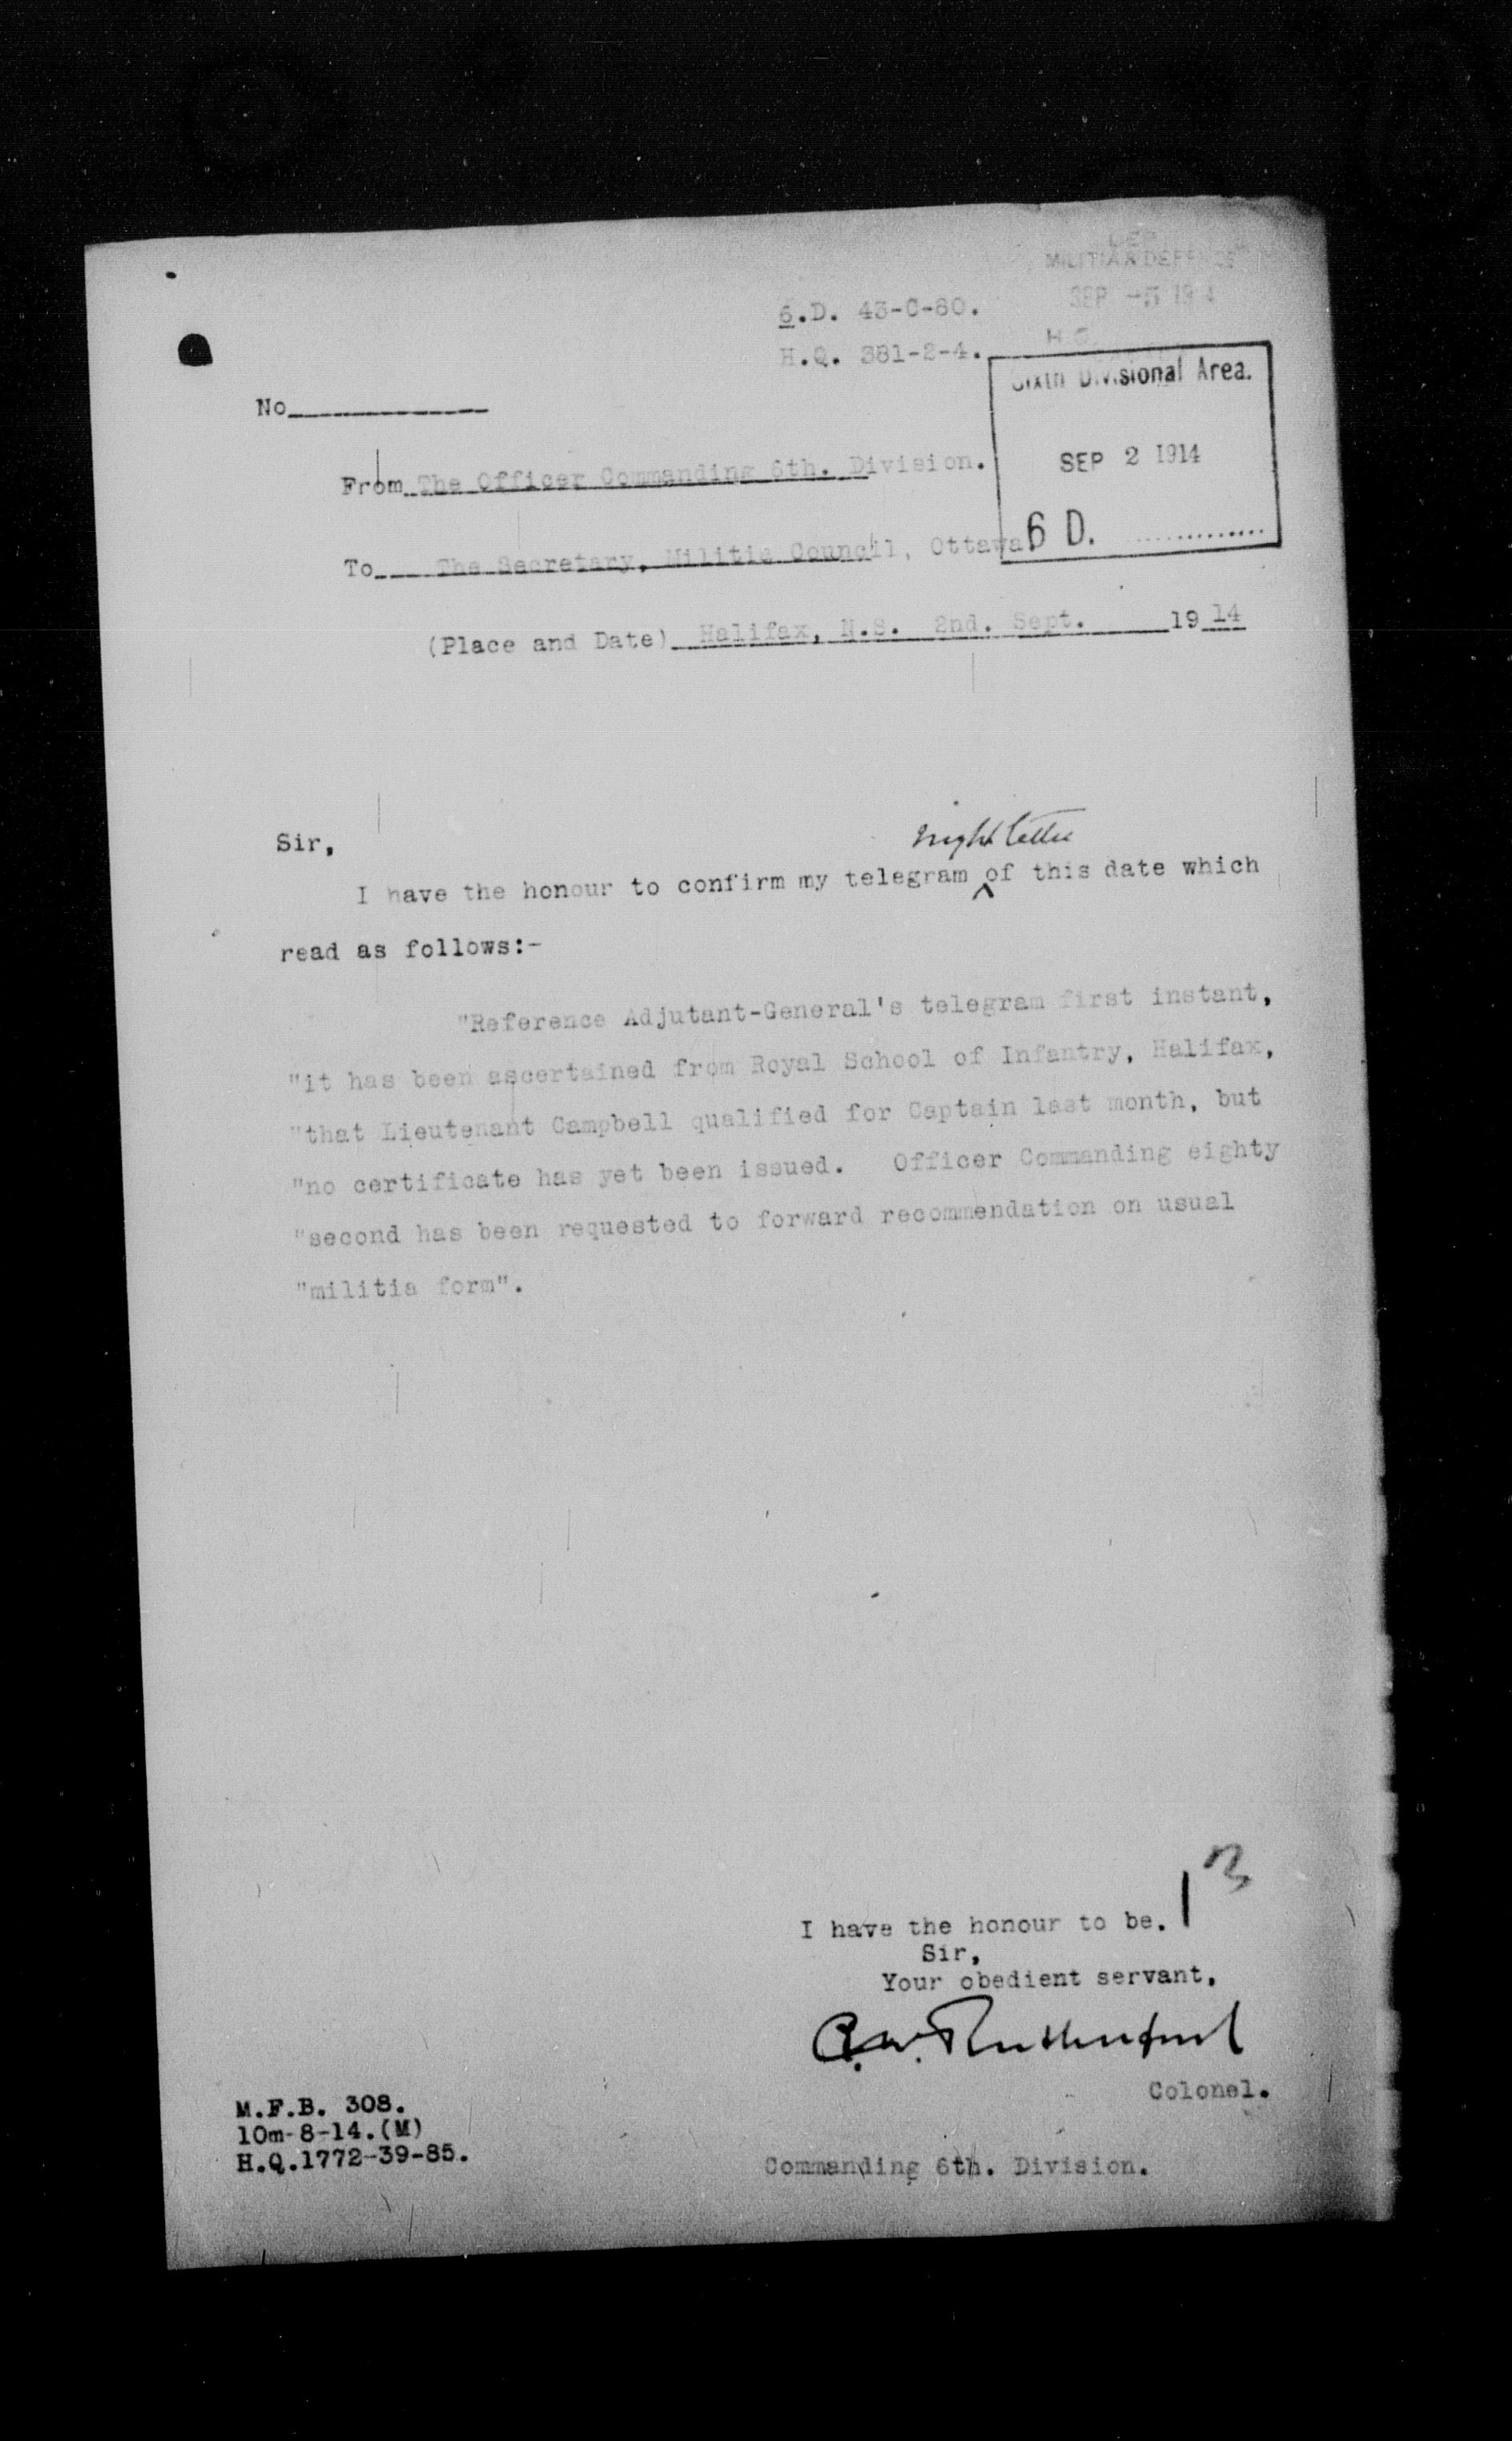 MILITIA & DEFENCE
SEP -5 191
H.Q.
6.D. 43-C-80.
H.Q. 381-2-4.
Sixth Divisional Area.
SEP 2 1914
6 D. ..............
No
From The Officer Commanding 6th. Division.
To The Secretary, Militia Council, Ottawa.
(Place and Date) Halifax, N.S. 2nd. Sept. 1914
Sir,
night letter
I have the honour to confirm my telegram ^ of this date which
read as follows:-
"Reference Adjutant-General's telegram first instant,
"it has been ascertained from Royal School of Infantry, Halifax,
"that Lieutenant Campbell qualified for Captain last month, but
"no certificate has yet been issued. Officer Commanding eighty
"second has been requested to forward recommendation on usual
"militia form".
I have the honour to be.
Sir,
Your obedient servant,
R.W. Rutherford
Colonel.
Commanding 6th. Division.
M.F.B. 308.
10m-8-14.(M)
H.Q.1772-39-85.